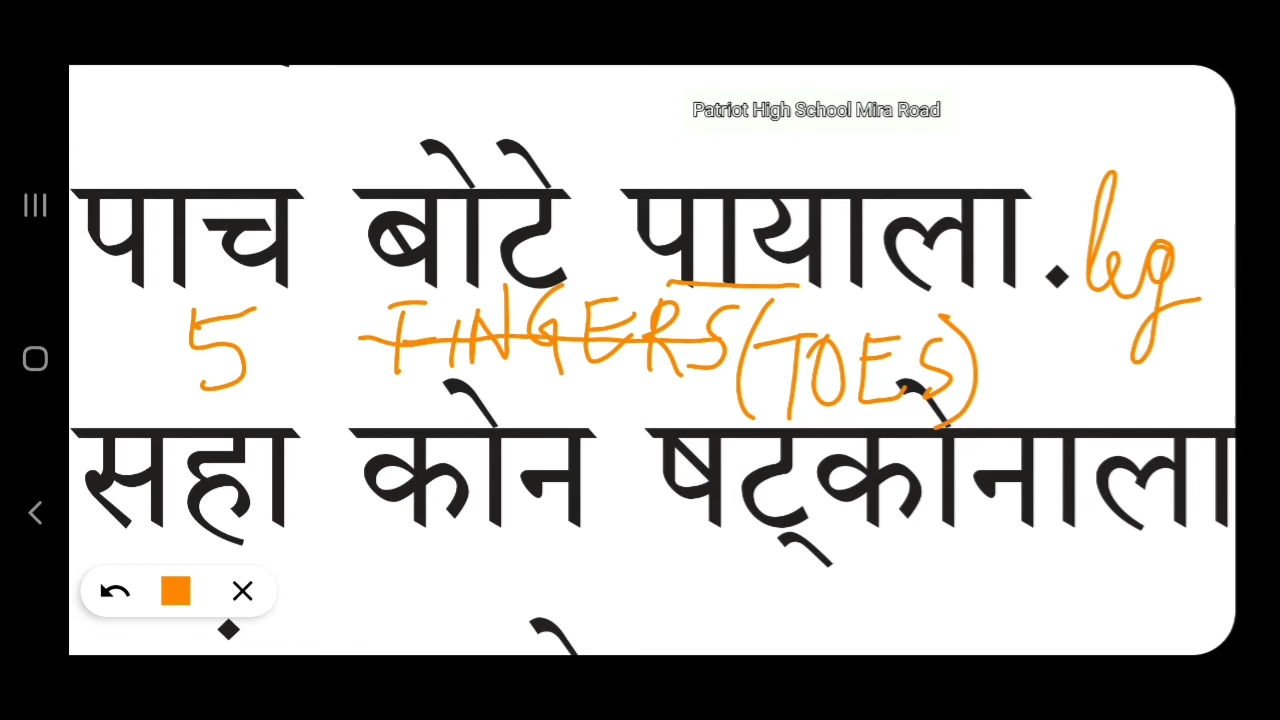 Patriot High School Mira Road
पाच बोटे पायाला. leg
5 FINGERS (TOES)
सहा कोन षट्कोनाला